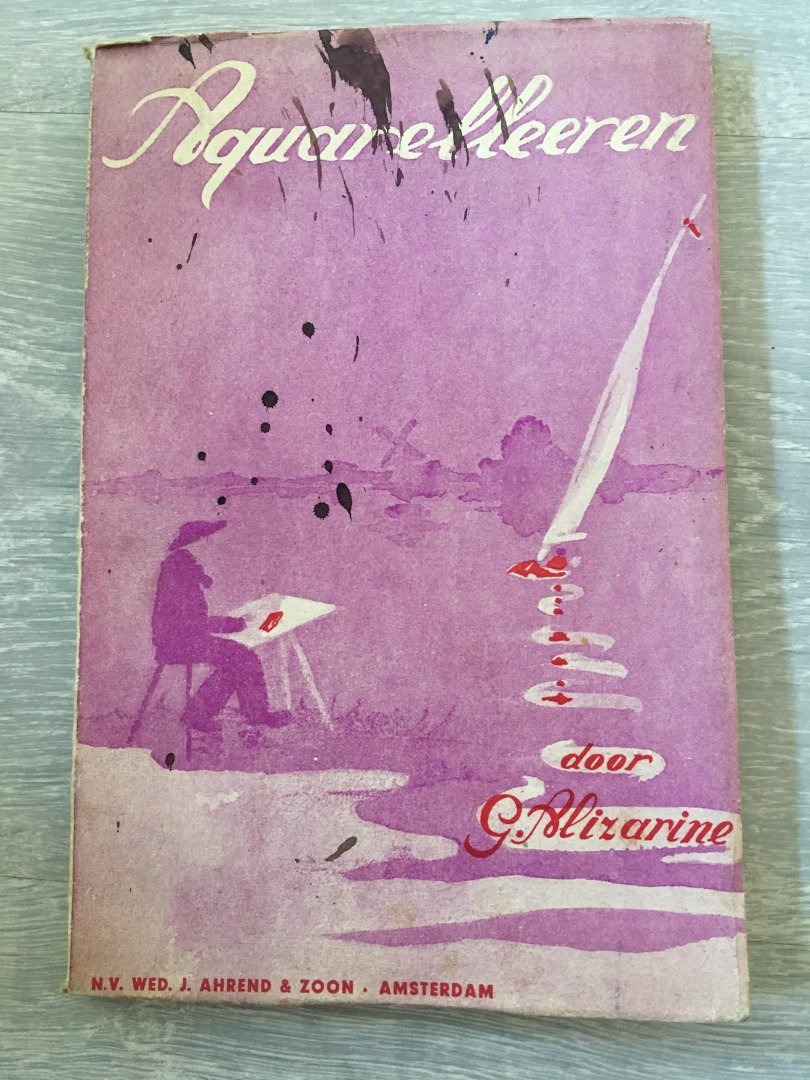 Aquarelleeren
door
G. Alizarine
N.V. WED. J. AHREND & ZOON . AMSTERDAM